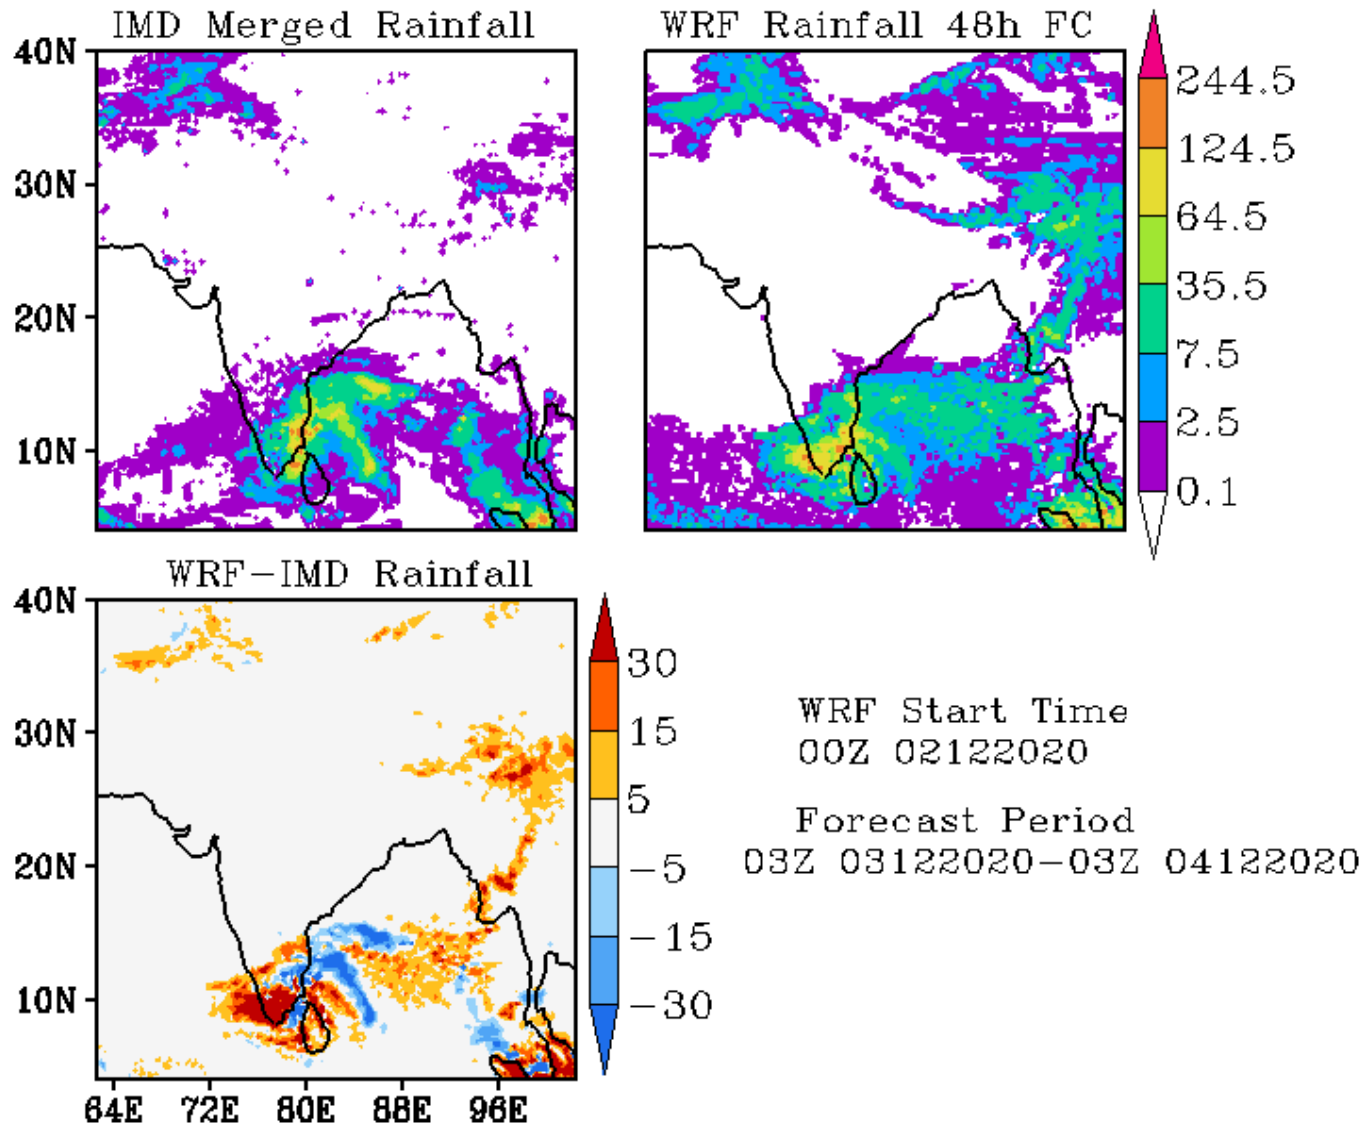 IMD Merged Rainfall
WRF Rainfall 48h FC
40N
30N
20N
10N
244.5
124.5
64.5
35.5
7.5
2.5
0.1
WRF-IMD Rainfall
40N
30N
20N
10N
64E 72E 80E 88E 96E
30
15
5
-5
-15
-30
WRF Start Time
00Z 02122020
Forecast Period
03Z 03122020-03Z 04122020